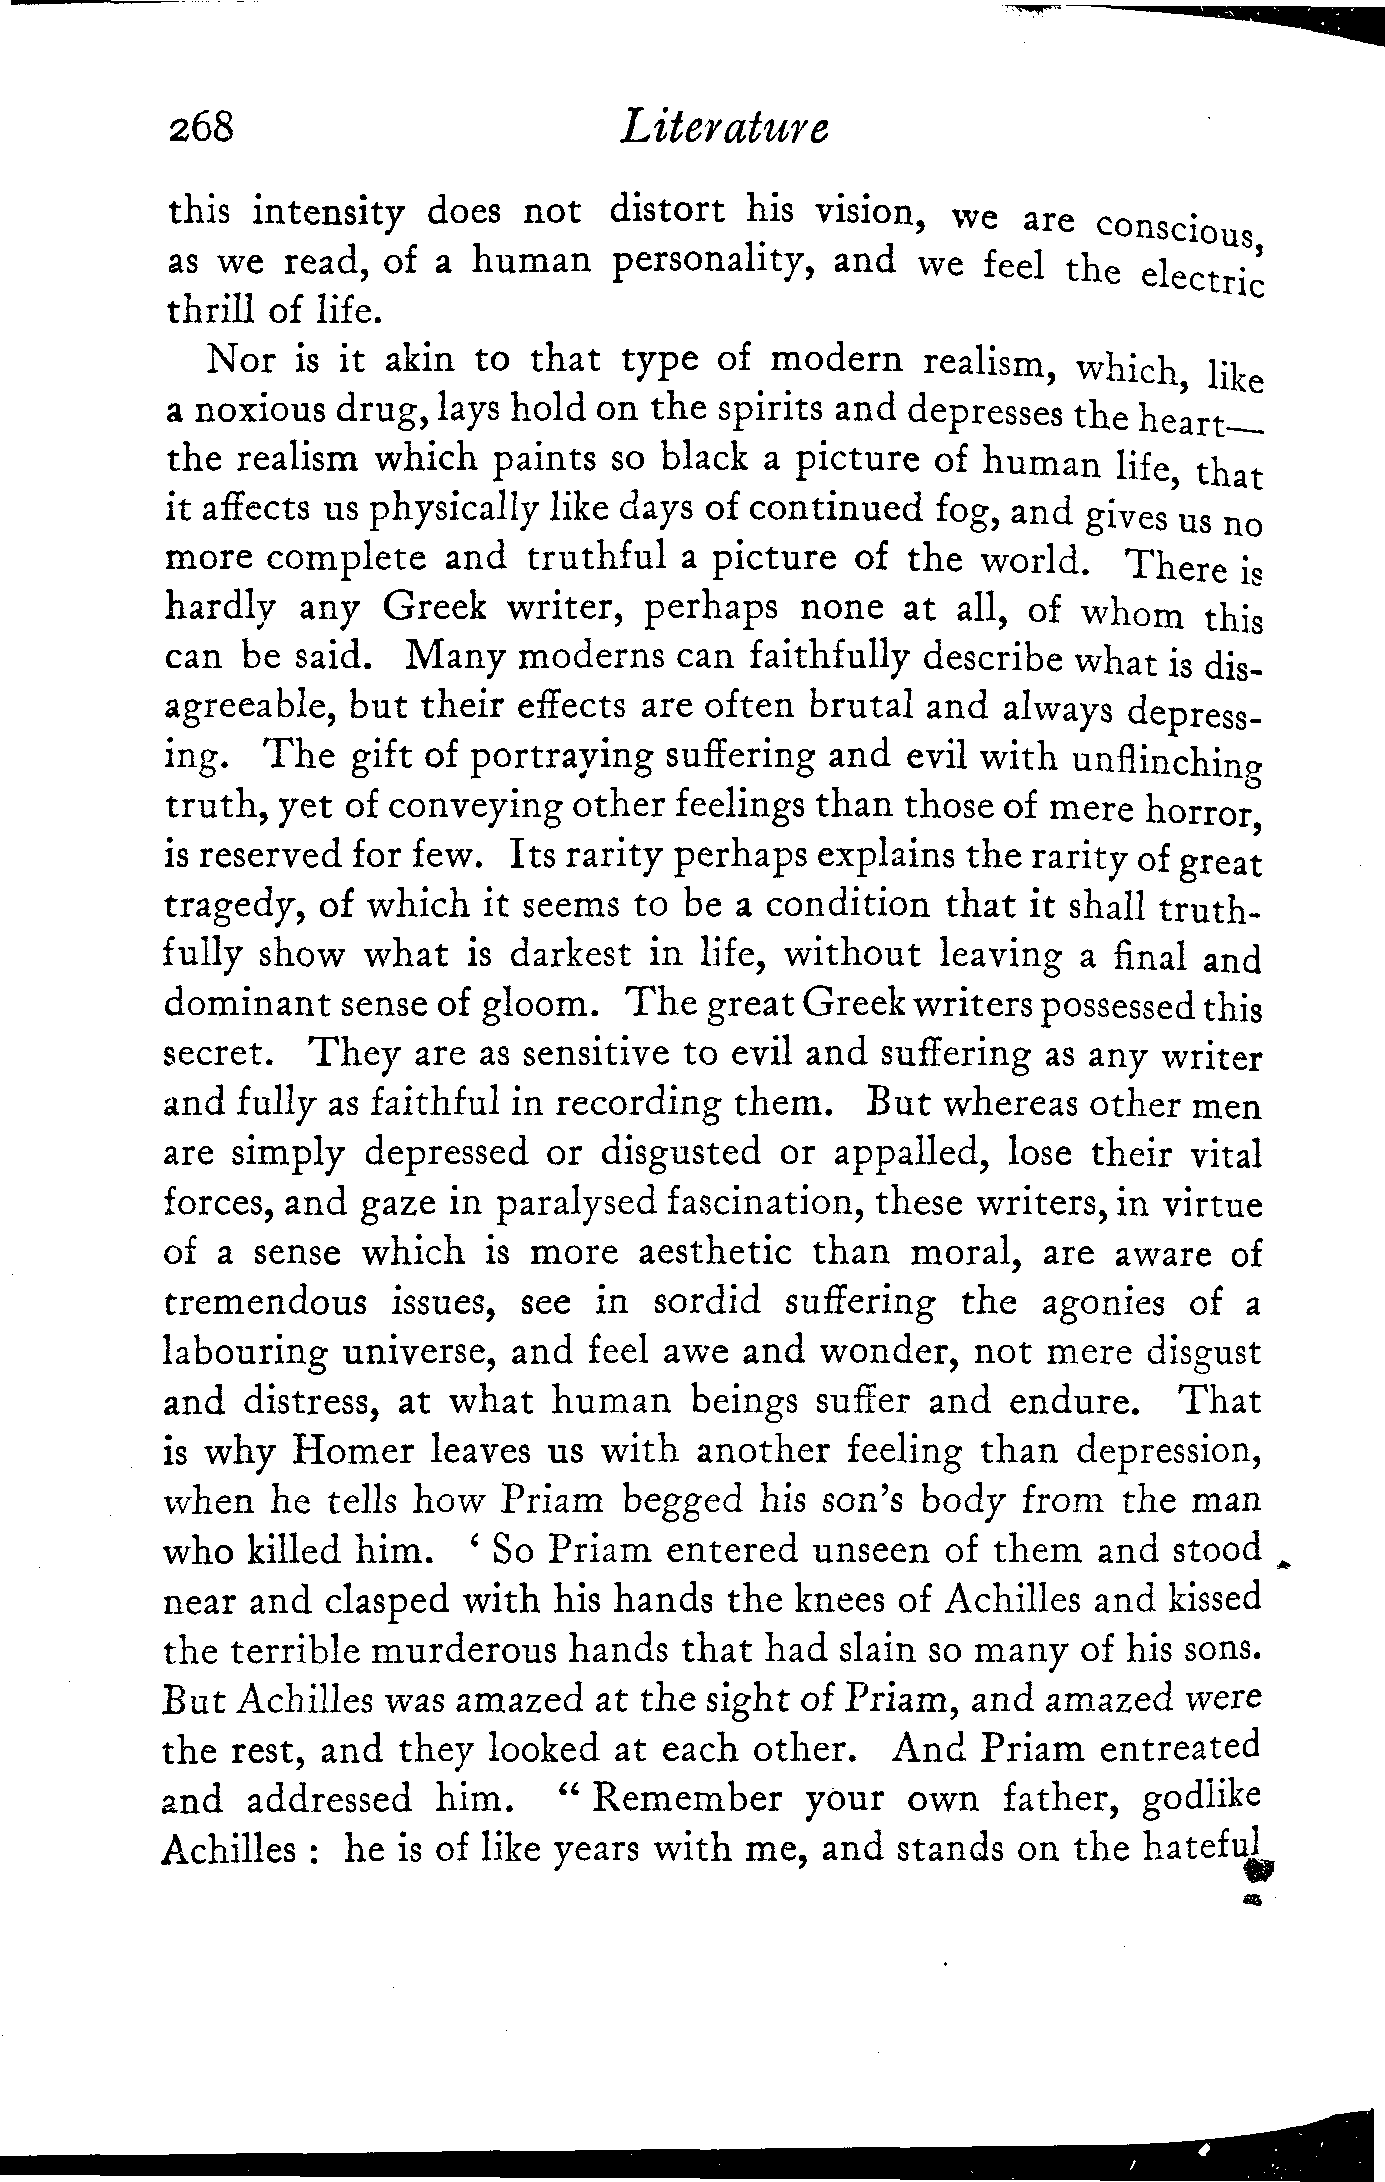 268 Literature
this intensity does not distort his vision, we are conscious,
as we read, of a human personality, and we feel the electric
thrill of life.
Nor is it akin to that type of modern realism, which, like
a noxious drug, lays hold on the spirits and depresses the heart—
the realism which paints so black a picture of human life, that
it affects us physically like days of continued fog, and gives us no
more complete and truthful a picture of the world. There is
hardly any Greek writer, perhaps none at all, of whom this
can be said. Many moderns can faithfully describe what is dis-
agreeable, but their effects are often brutal and always depress-
ing. The gift of portraying suffering and evil with unflinching
truth, yet of conveying other feelings than those of mere horror,
is reserved for few. Its rarity perhaps explains the rarity of great
tragedy, of which it seems to be a condition that it shall truth-
fully show what is darkest in life, without leaving a final and
dominant sense of gloom. The great Greek writers possessed this
secret. They are as sensitive to evil and suffering as any writer
and fully as faithful in recording them. But whereas other men
are simply depressed or disgusted or appalled, lose their vital
forces, and gaze in paralysed fascination, these writers, in virtue
of a sense which is more aesthetic than moral, are aware of
tremendous issues, see in sordid suffering the agonies of a
labouring universe, and feel awe and wonder, not mere disgust
and distress, at what human beings suffer and endure. That
is why Homer leaves us with another feeling than depression,
when he tells how Priam begged his son's body from the man
who killed him. ‘ So Priam entered unseen of them and stood
near and clasped with his hands the knees of Achilles and kissed
the terrible murderous hands that had slain so many of his sons.
But Achilles was amazed at the sight of Priam, and amazed were
the rest, and they looked at each other. And Priam entreated
and addressed him. “ Remember your own father, godlike
Achilles : he is of like years with me, and stands on the hateful